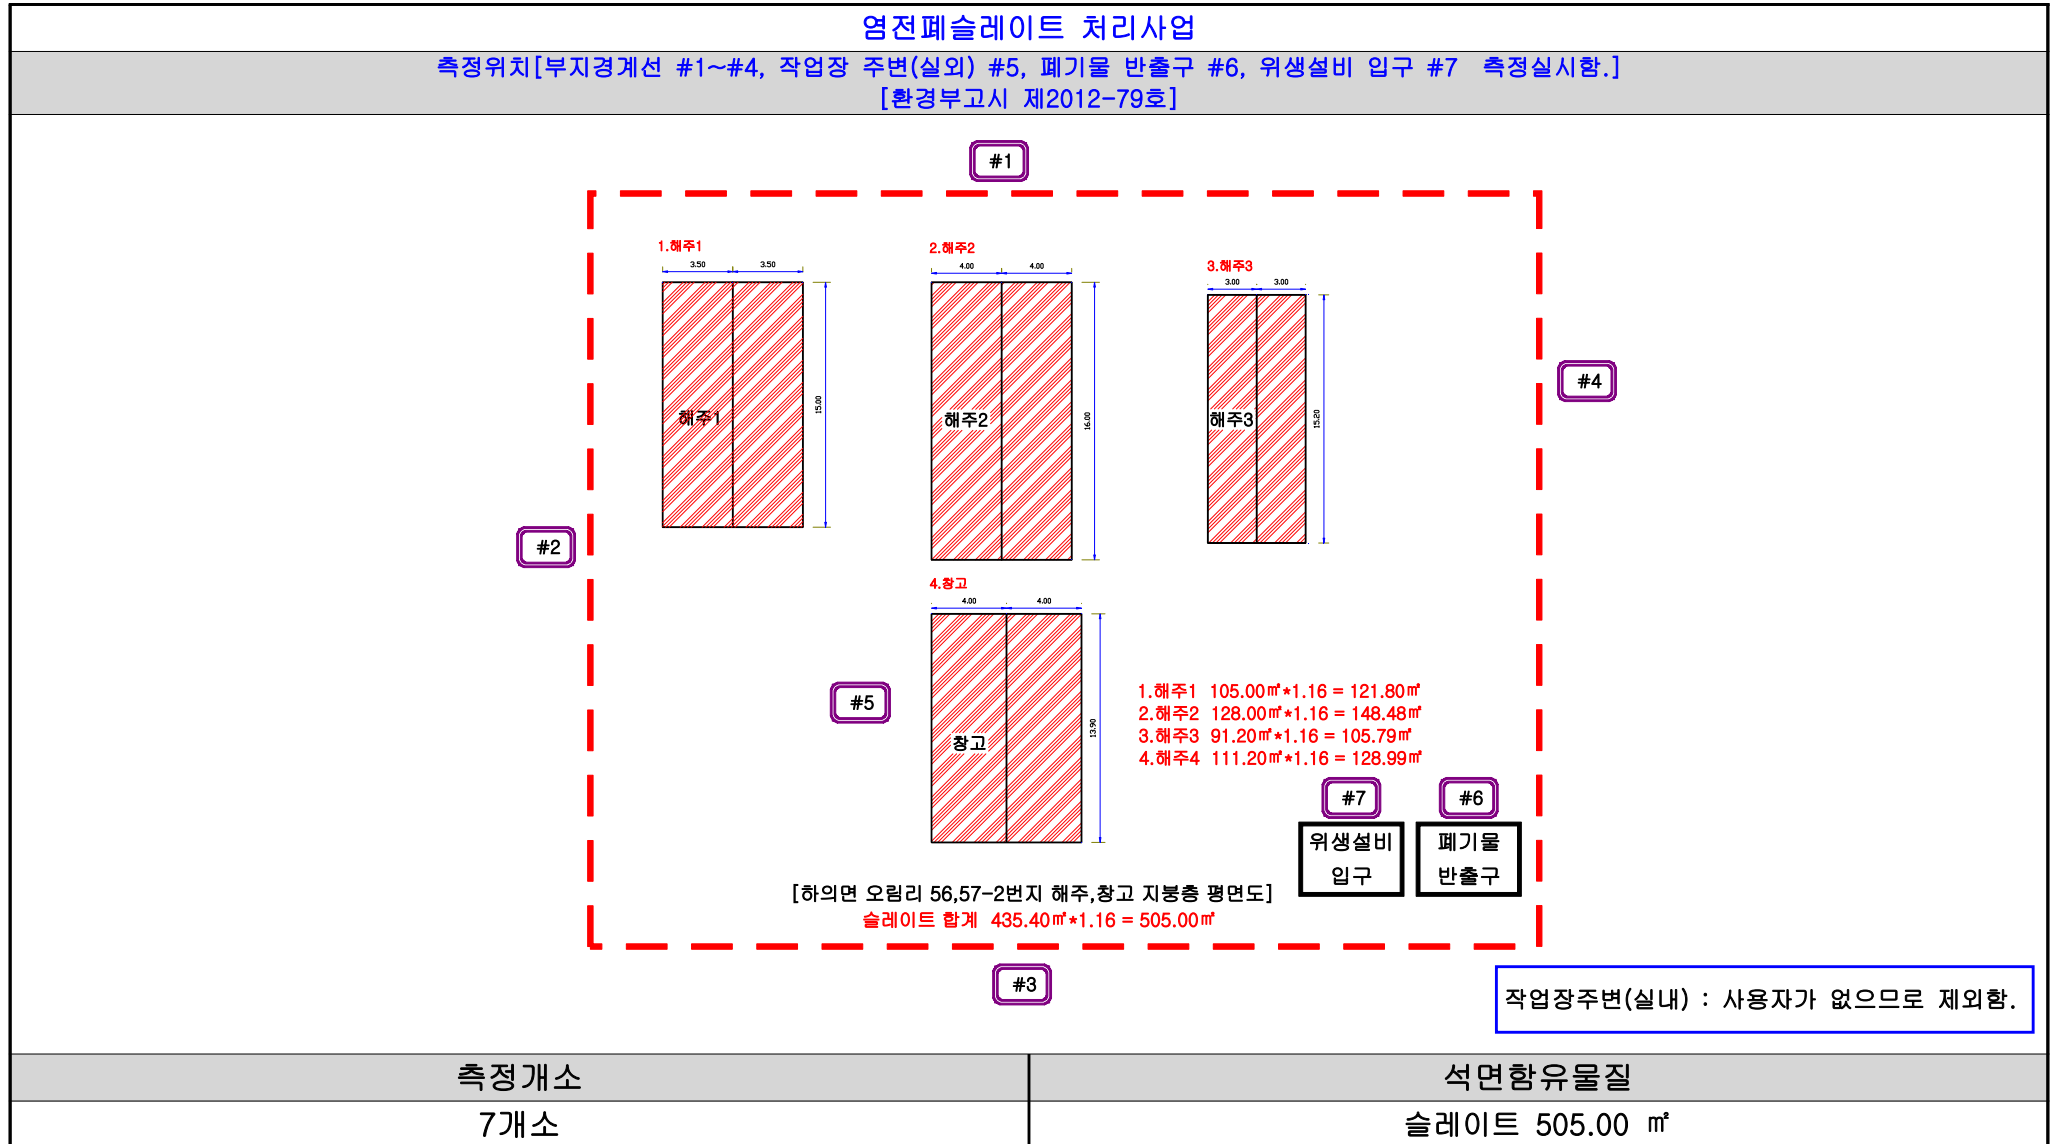 염전폐슬레이트 처리사업
측정위치[부지경계선 #1~#4, 작업장 주변(실외) #5, 폐기물 반출구 #6, 위생설비 입구 #7 측정실시함.]
[환경부고시 제2012-79호]
#1
1.해주1
3.50 3.50
15.00
해주1
2.해주2
4.00 4.00
16.00
해주2
3.해주3
3.00 3.00
15.20
해주3
#4
#2
4.창고
4.00 4.00
13.90
창고
#5
1.해주1 105.00㎡*1.16 = 121.80㎡
2.해주2 128.00㎡*1.16 = 148.48㎡
3.해주3 91.20㎡*1.16 = 105.79㎡
4.해주4 111.20㎡*1.16 = 128.99㎡
#7
#6
위생설비
입구
폐기물
반출구
[하의면 오림리 56,57-2번지 해주,창고 지붕층 평면도]
슬레이트 합계 435.40㎡*1.16 = 505.00㎡
#3
작업장주변(실내) : 사용자가 없으므로 제외함.
측정개소
석면함유물질
7개소
슬레이트 505.00 ㎡